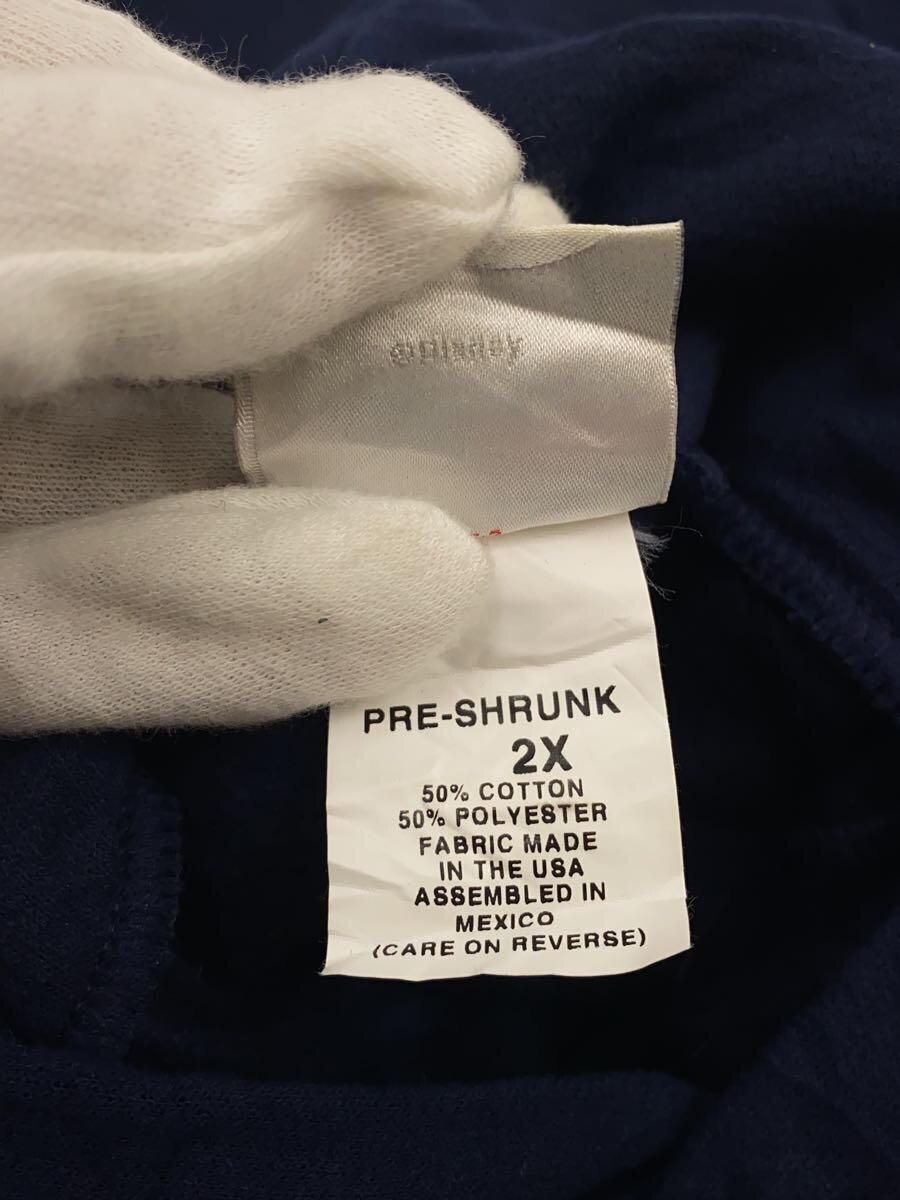 PRE-SHRUNK
2X
50% COTTON
50% POLYESTER
FABRIC MADE
IN THE USA
ASSEMBLED IN
MEXICO
(CARE ON REVERSE)